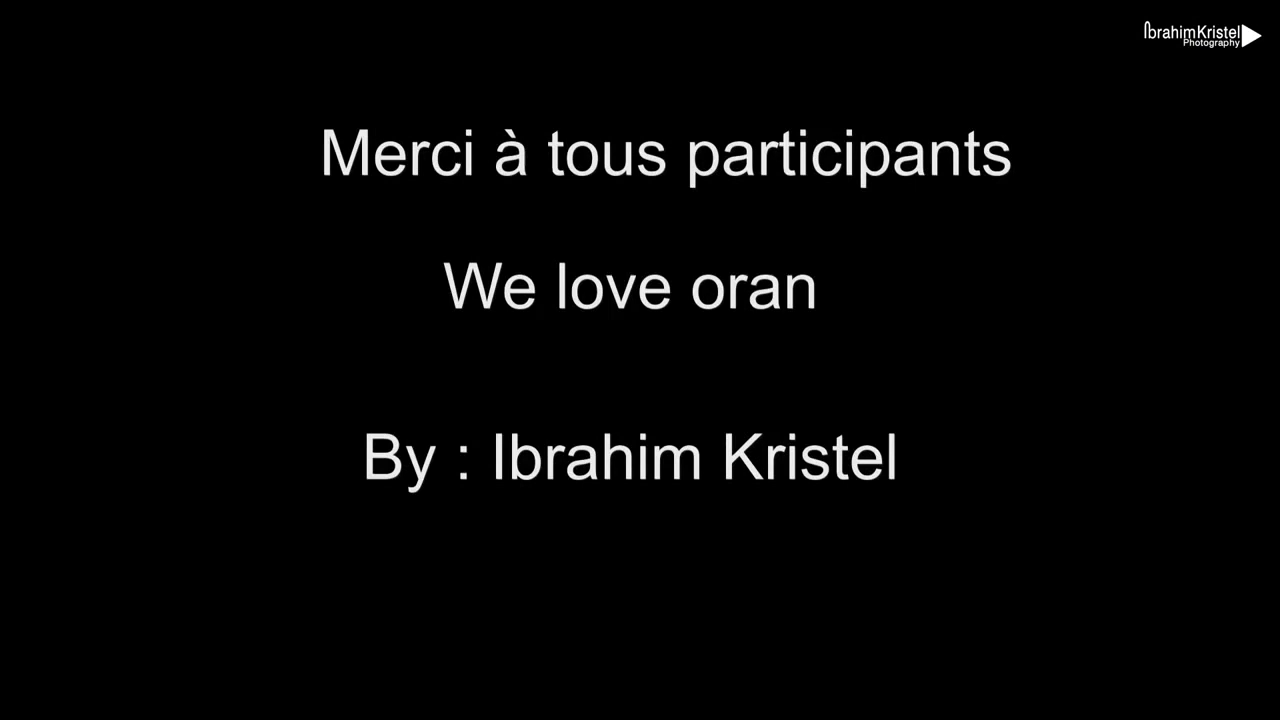 IbrahimKristel
Photography
Merci à tous participants
We love oran
By : Ibrahim Kristel